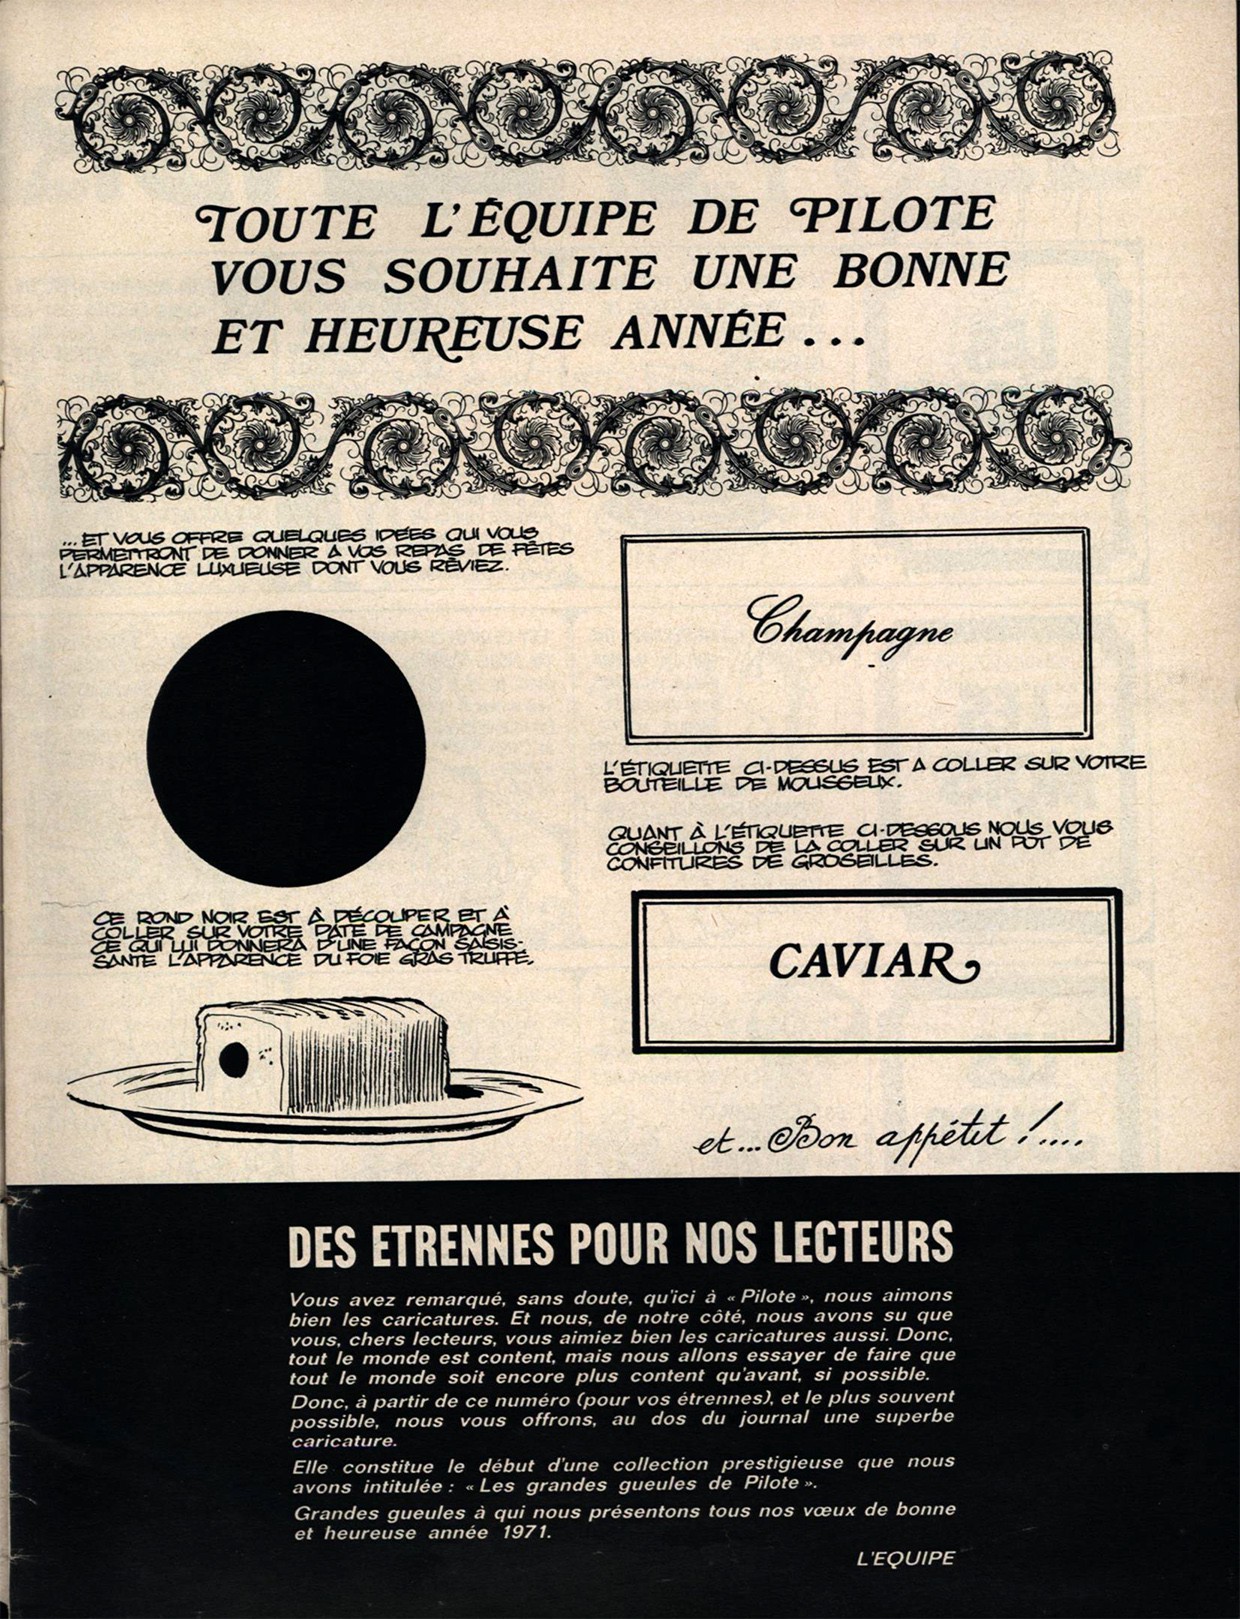 TOUTE L'ÉQUIPE DE PILOTE
VOUS SOUHAITE UNE BONNE
ET HEUREUSE ANNÉE...
...ET VOUS OFFRE QUELQUES IDÉES QUI VOUS
PERMETTRONT DE DONNER A VOS REPAS DE FÊTES
L'APPARENCE LUXUEUSE DONT VOUS RÊVIEZ.
CE ROND NOIR EST À DÉCOUPER ET À
COLLER SUR VOTRE PATÉ DE CAMPAGNE
CE QUI LUI DONNERA D'UNE FAÇON SAISIS-
SANTE L'APPARENCE DU FOIE GRAS TRUFFÉ.
Champagne
L'ÉTIQUETTE CI-DESSUS EST A COLLER SUR VOTRE
BOUTEILLE DE MOUSSEUX.
QUANT À L'ÉTIQUETTE CI-DESSOUS NOUS VOUS
CONSEILLONS DE LA COLLER SUR UN POT DE
CONFITURES DE GROSEILLES.
CAVIAR
et... Bon appétit !....
DES ETRENNES POUR NOS LECTEURS
Vous avez remarqué, sans doute, qu'ici à « Pilote », nous aimons
bien les caricatures. Et nous, de notre côté, nous avons su que
vous, chers lecteurs, vous aimiez bien les caricatures aussi. Donc,
tout le monde est content, mais nous allons essayer de faire que
tout le monde soit encore plus content qu'avant, si possible.
Donc, à partir de ce numéro (pour vos étrennes), et le plus souvent
possible, nous vous offrons, au dos du journal une superbe
caricature.
Elle constitue le début d'une collection prestigieuse que nous
avons intitulée : « Les grandes gueules de Pilote ».
Grandes gueules à qui nous présentons tous nos vœux de bonne
et heureuse année 1971.
L'EQUIPE